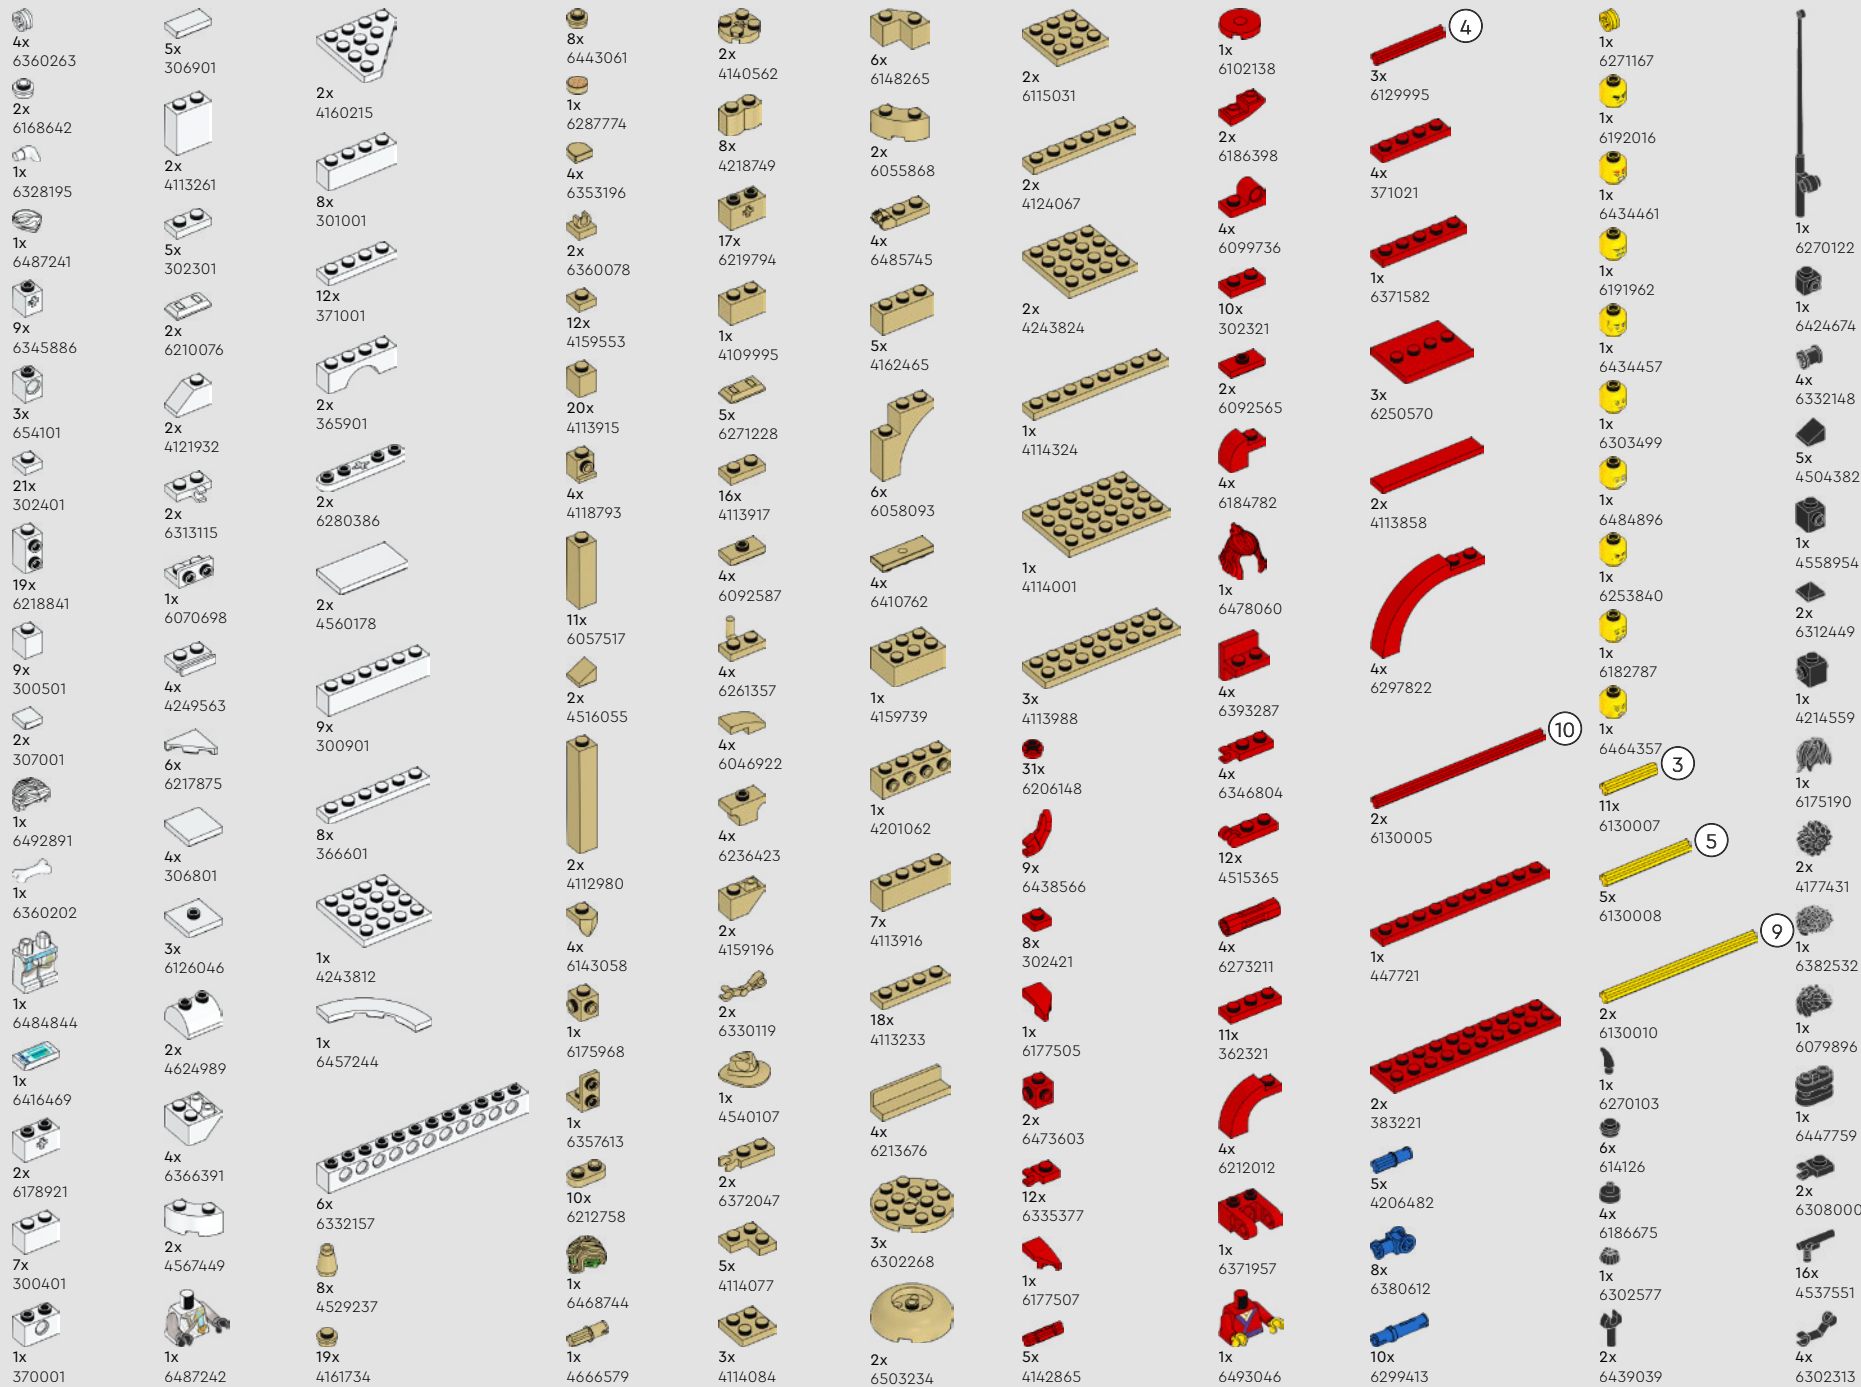 4x
6360263
2x
6168642
1x
6328195
1x
6487241
9x
6345886
3x
654101
21x
302401
19x
6218841
9x
300501
2x
307001
1x
6492891
1x
6360202
1x
6484844
1x
6416469
2x
6178921
7x
300401
1x
370001
5x
306901
2x
4113261
5x
302301
2x
6210076
2x
4121932
2x
6313115
1x
6070698
4x
4249563
6x
6217875
4x
306801
3x
6126046
2x
4624989
4x
6366391
2x
4567449
1x
6487242
2x
4160215
8x
301001
12x
371001
2x
365901
2x
6280386
2x
4560178
9x
300901
8x
366601
1x
4243812
1x
6457244
6x
6332157
8x
4529237
19x
4161734
8x
6443061
1x
6287774
4x
6353196
2x
6360078
12x
4159553
20x
4113915
4x
4118793
11x
6057517
2x
4516055
2x
4112980
4x
6143058
1x
6175968
1x
6357613
10x
6212758
1x
6468744
1x
4666579
2x
4140562
8x
4218749
17x
6219794
1x
4109995
5x
6271228
16x
4113917
4x
6092587
4x
6261357
4x
6046922
4x
6236423
2x
4159196
2x
6330119
1x
4540107
2x
6372047
5x
4114077
3x
4114084
6x
6148265
2x
6055868
4x
6485745
5x
4162465
6x
6058093
4x
6410762
1x
4159739
1x
4201062
7x
4113916
18x
4113233
4x
6213676
3x
6302268
2x
6503234
2x
6115031
2x
4124067
2x
4243824
1x
4114324
1x
4114001
3x
4113988
31x
6206148
9x
6438566
8x
302421
1x
6177505
2x
6473603
12x
6335377
1x
6177507
5x
4142865
1x
6102138
2x
6186398
4x
6099736
10x
302321
2x
6092565
4x
6184782
1x
6478060
4x
6393287
4x
6346804
12x
4515365
4x
6273211
11x
362321
4x
6212012
1x
6371957
1x
6493046
4
3x
6129995
4x
371021
1x
6371582
3x
6250570
2x
4113858
4x
6297822
10
2x
6130005
1x
447721
2x
383221
5x
4206482
8x
6380612
10x
6299413
1x
6271167
1x
6192016
1x
6434461
1x
6191962
1x
6434457
1x
6303499
1x
6484896
1x
6253840
1x
6182787
1x
6464357
3
11x
6130007
5
5x
6130008
9
2x
6130010
1x
6270103
6x
614126
4x
6186675
1x
6302577
2x
6439039
1x
6270122
1x
6424674
4x
6332148
5x
4504382
1x
4558954
2x
6312449
1x
4214559
1x
6175190
2x
4177431
1x
6382532
1x
6079896
1x
6447759
2x
6308000
16x
4537551
4x
6302313